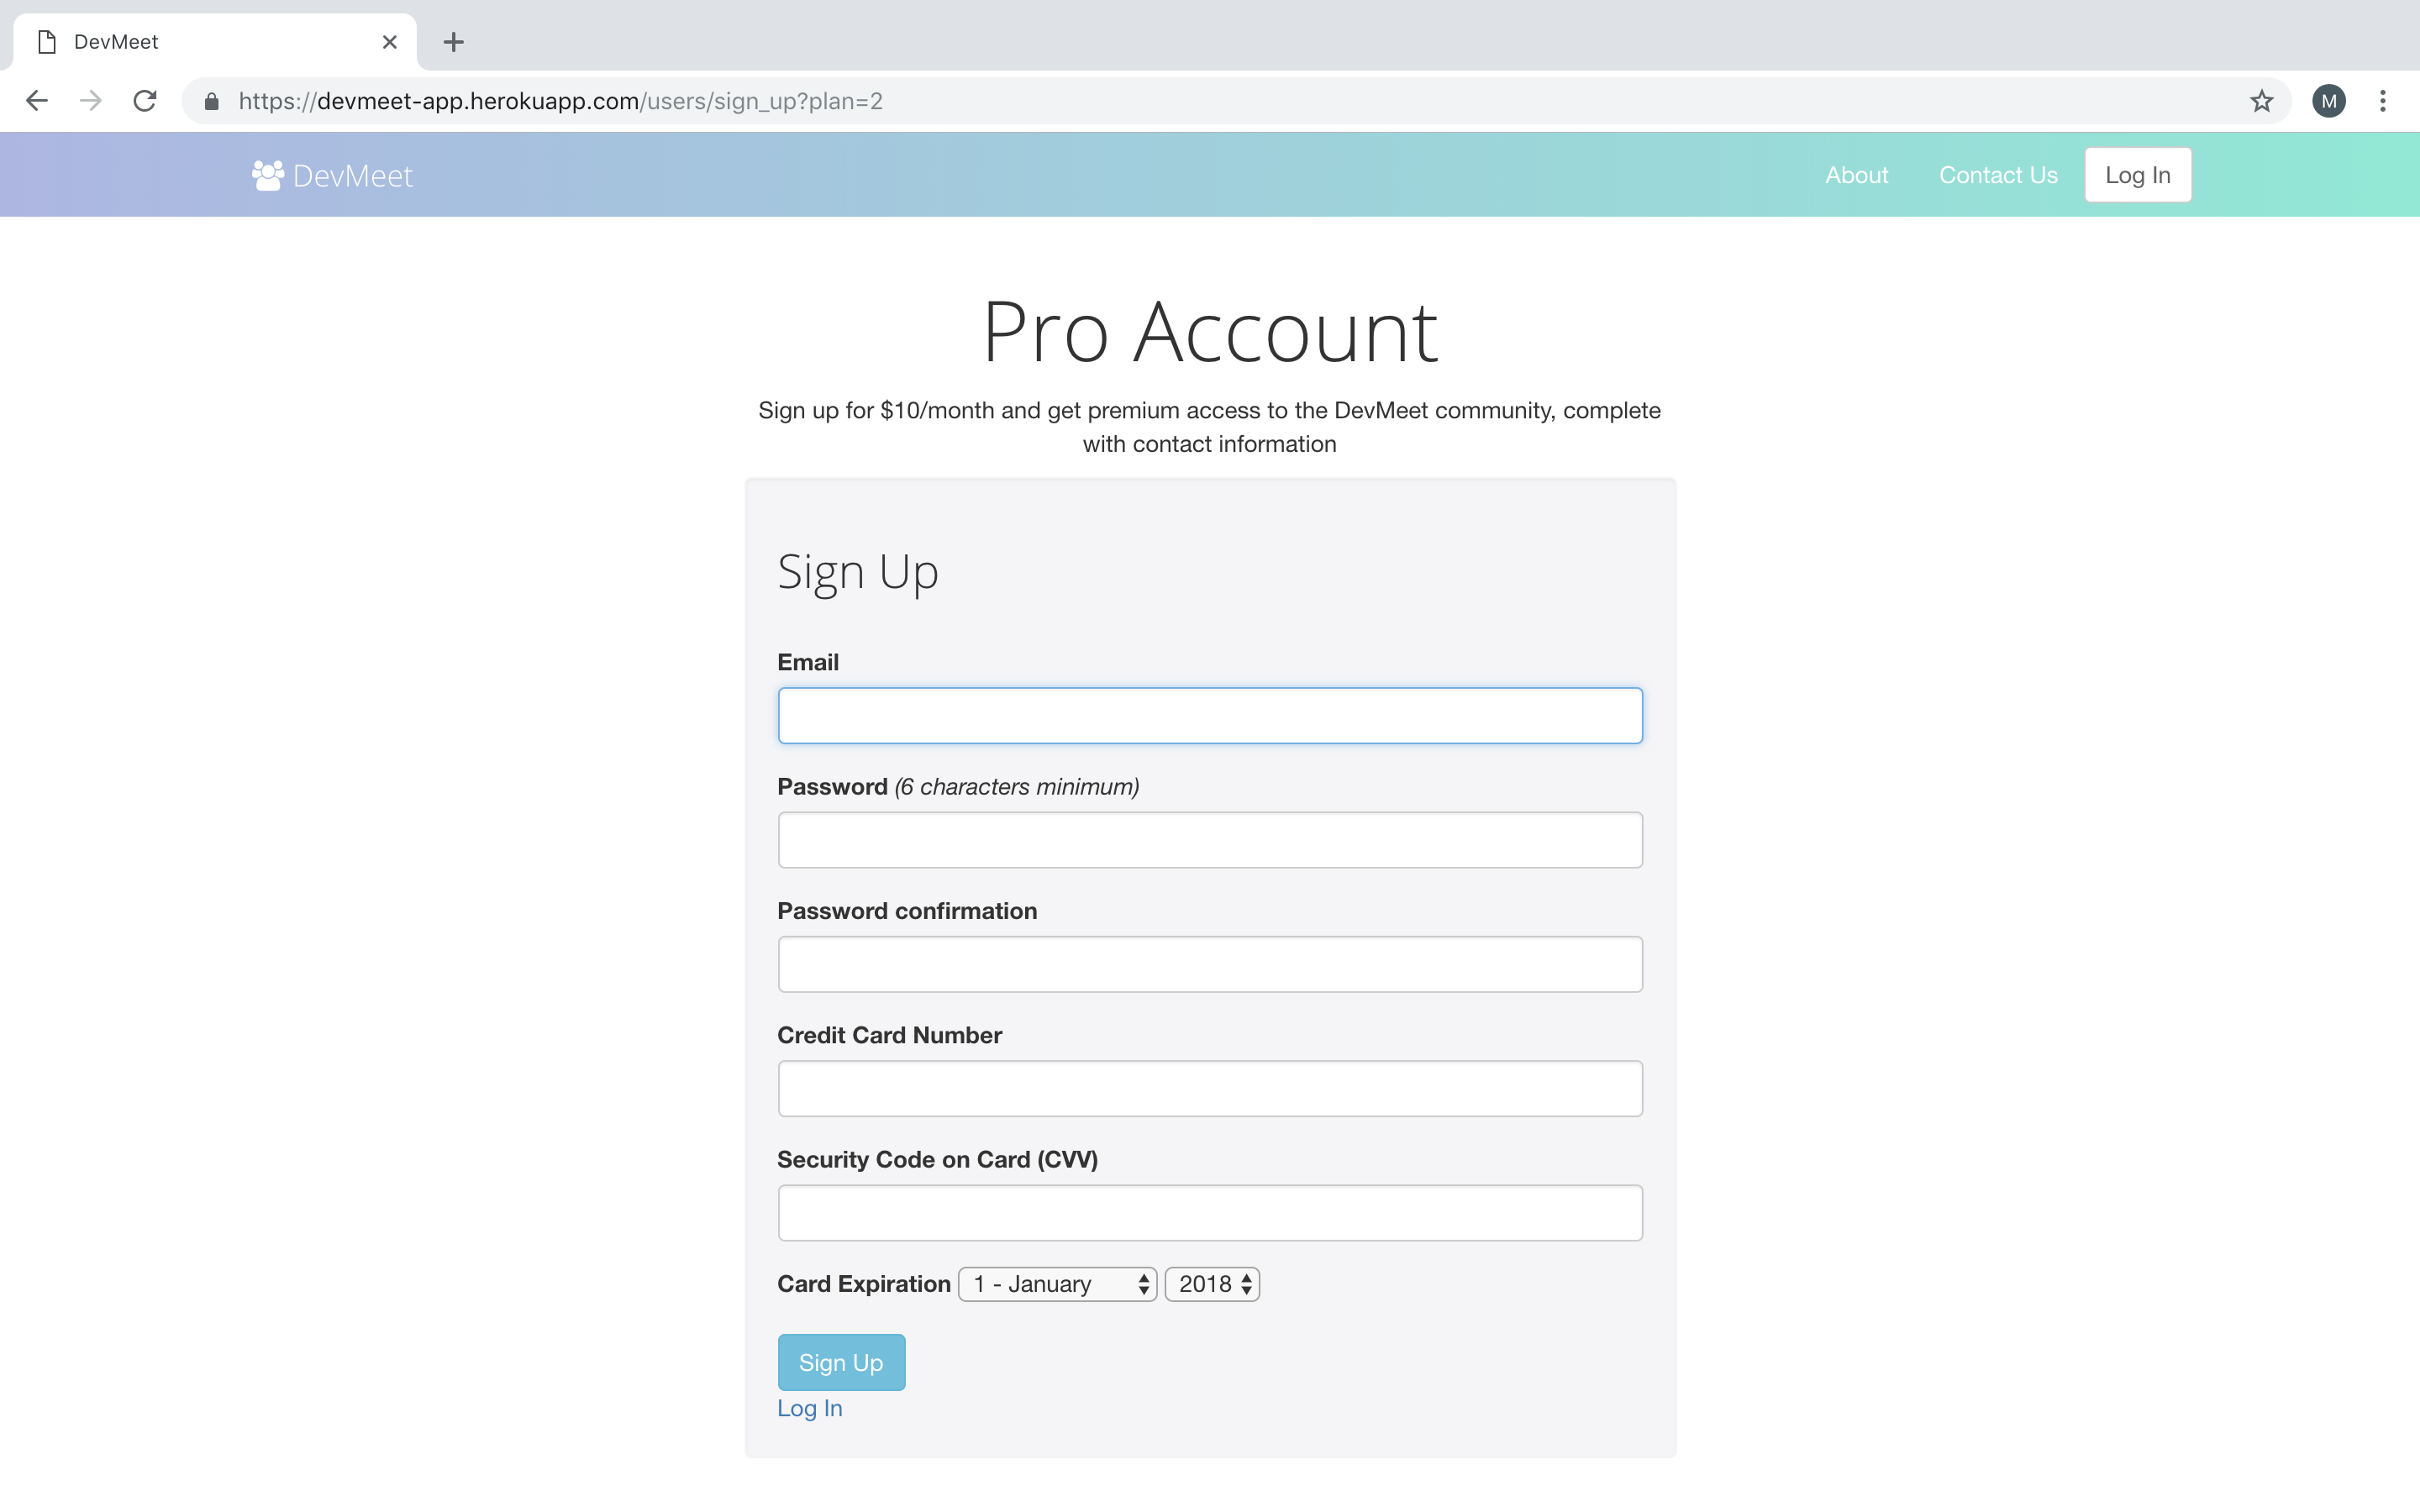 DevMeet
https://devmeet-app.herokuapp.com/users/sign_up?plan=2
M
DevMeet
About
Contact Us
Log In
Pro Account
Sign up for $10/month and get premium access to the DevMeet community, complete
with contact information
Sign Up
Email
Password (6 characters minimum)
Password confirmation
Credit Card Number
Security Code on Card (CVV)
Card Expiration 1 - January 2018
Sign Up
Log In